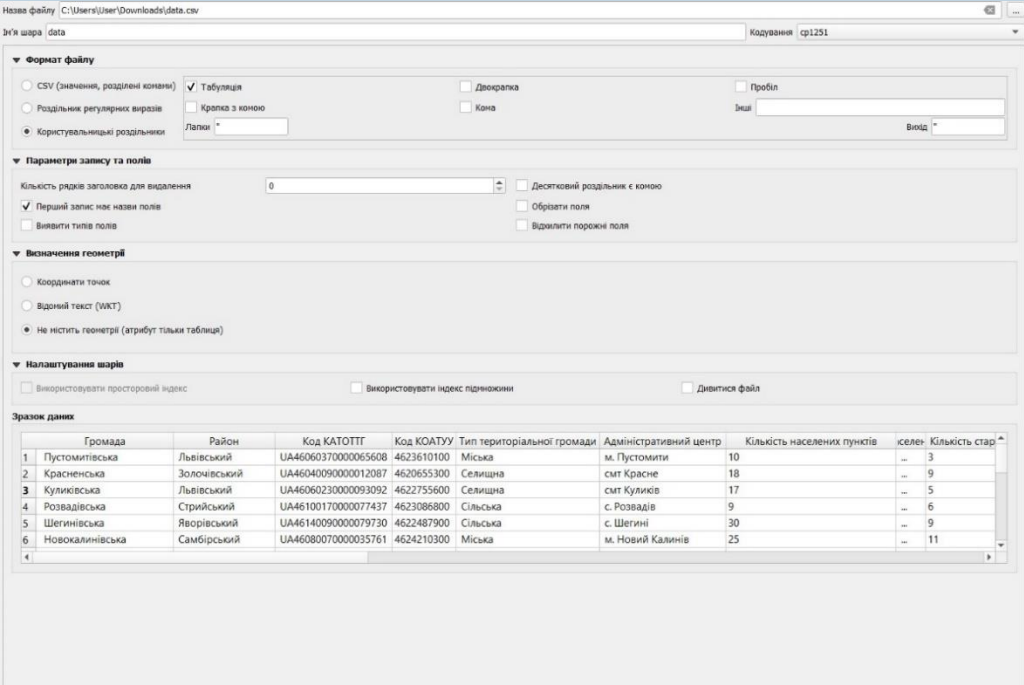 Назва файлу C:\Users\User\Downloads\data.csv ...
Ім'я шара data Кодування cp1251
Формат файлу
CSV (значення, розділені комами) Табуляція Двокрапка Пробіл
Роздільник регулярних виразів Крапка з комою Кома Інші
Користувальницькі роздільники Лапки " Вихід "
Параметри запису та полів
Кількість рядків заголовка для видалення 0 Десятковий роздільник є комою
Перший запис має назви полів Обрізати поля
Виявити типів полів Відхилити порожні поля
Визначення геометрії
Координати точок
Відомий текст (WKT)
Не містить геометрії (атрибут тільки таблиця)
Налаштування шарів
Використовувати просторовий індекс Використовувати індекс підмножини Дивитися файл
Зразок даних
Громада Район Код КАТОТТГ Код КОАТУУ Тип територіальної громади Адміністративний центр Кількість населених пунктів ıселен Кількість стар
1 Пустомитівська Львівський UA46060370000065608 4623610100 Міська м. Пустомити 10 ... 3
2 Красненська Золочівський UA46040090000012087 4620655300 Селищна смт Красне 18 ... 9
3 Куликівська Львівський UA46060230000093092 4622755600 Селищна смт Куликів 17 ... 5
4 Розвадівська Стрийський UA46100170000077437 4623086800 Сільська с. Розвадів 9 ... 6
5 Шегинівська Яворівський UA46140090000079730 4622487900 Сільська с. Шегині 30 ... 9
6 Новокалинівська Самбірський UA46080070000035761 4624210300 Міська м. Новий Калинів 25 ... 11